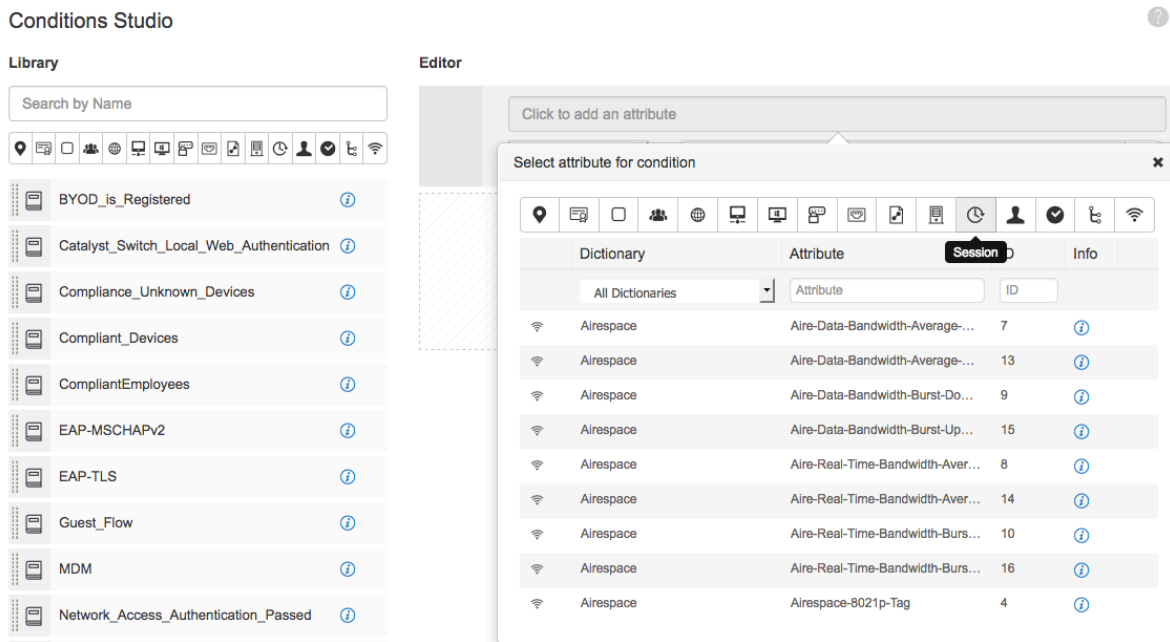 Conditions Studio
?
Library
Editor
Search by Name
Click to add an attribute
Select attribute for condition
BYOD_is_Registered
Catalyst_Switch_Local_Web_Authentication
Compliance_Unknown_Devices
Compliant_Devices
CompliantEmployees
EAP-MSCHAPv2
EAP-TLS
Guest_Flow
MDM
Network_Access_Authentication_Passed
Dictionary Attribute Session D Info
All Dictionaries Attribute ID
Airespace Aire-Data-Bandwidth-Average-... 7
Airespace Aire-Data-Bandwidth-Average-... 13
Airespace Aire-Data-Bandwidth-Burst-Do... 9
Airespace Aire-Data-Bandwidth-Burst-Up... 15
Airespace Aire-Real-Time-Bandwidth-Aver... 8
Airespace Aire-Real-Time-Bandwidth-Aver... 14
Airespace Aire-Real-Time-Bandwidth-Burs... 10
Airespace Aire-Real-Time-Bandwidth-Burs... 16
Airespace Airespace-8021p-Tag 4